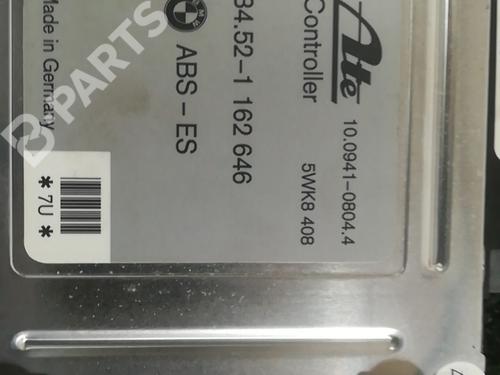 Ate
Controller
10.0941-0804.4
5WK8 408
BMW
34.52-1 162 646
ABS - ES
Made in Germany
* 7U *
B-PARTS